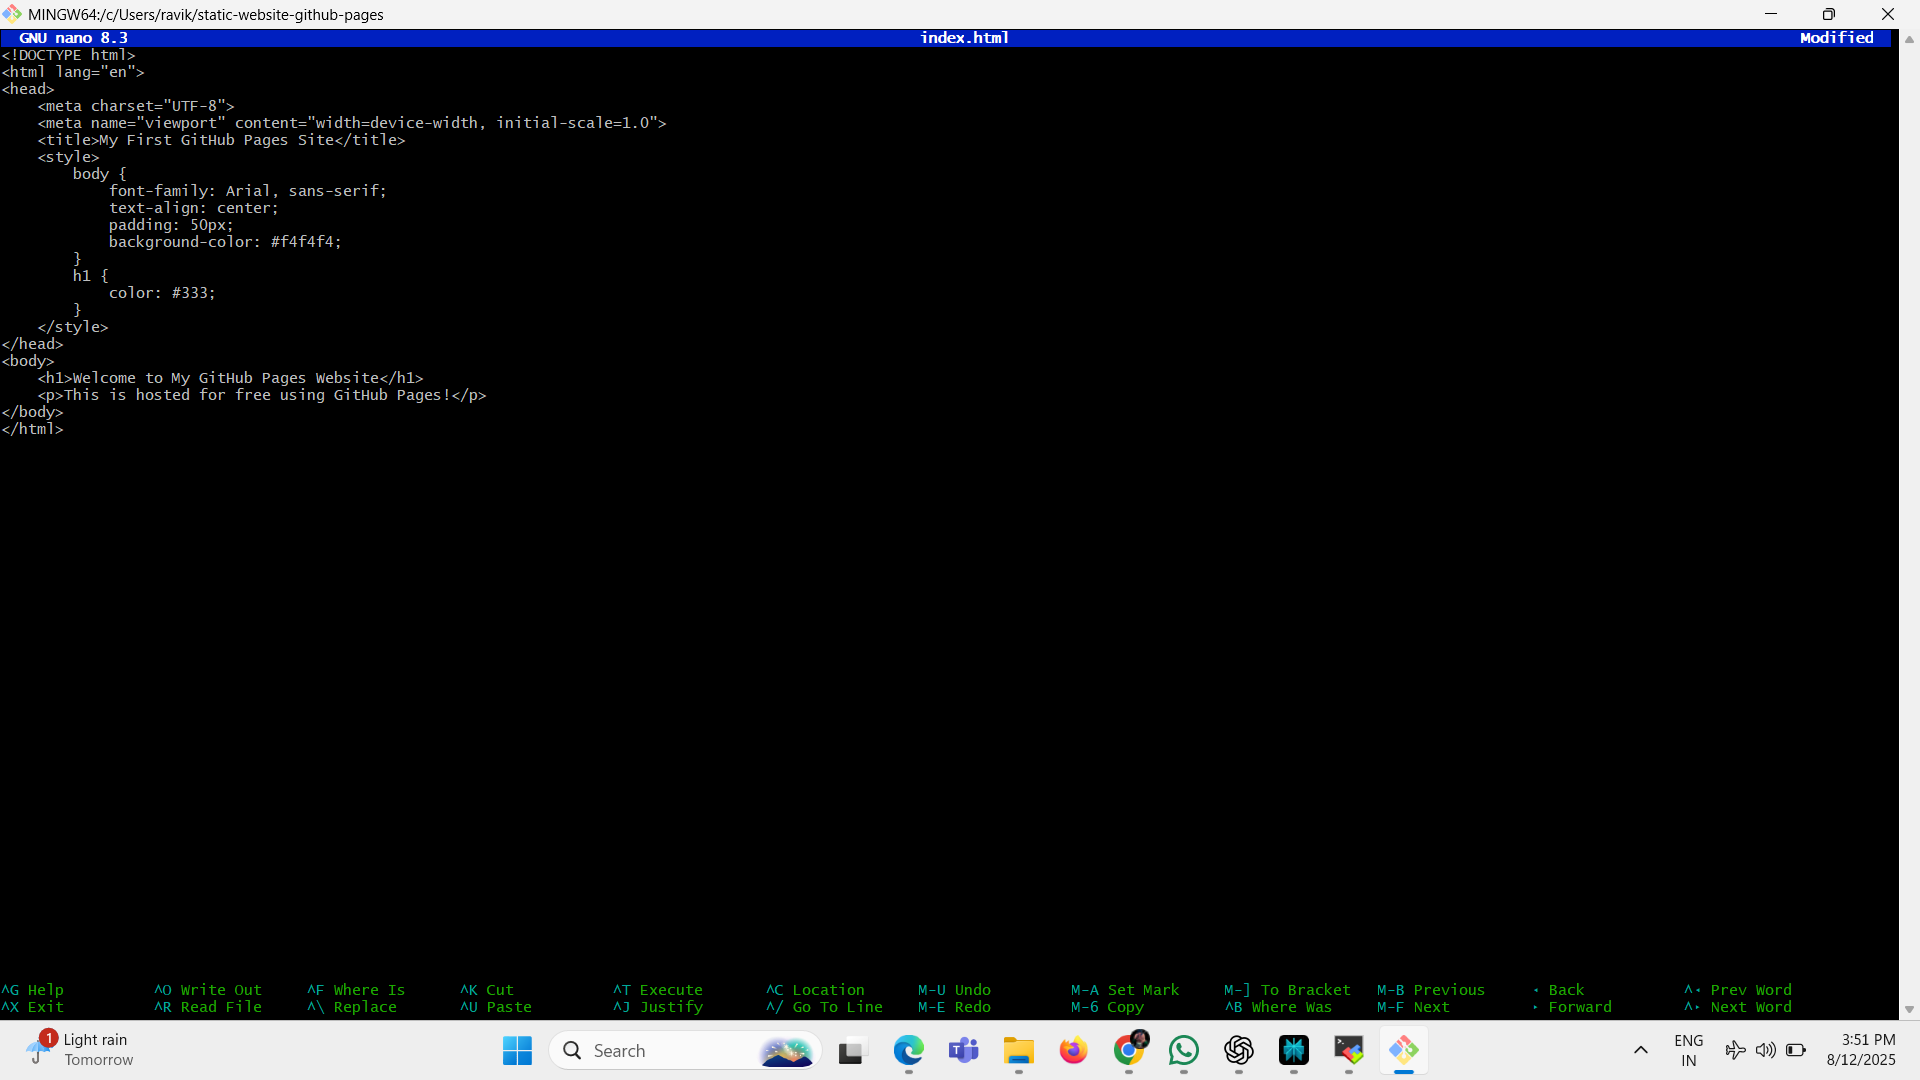 MINGW64:/c/Users/ravik/static-website-github-pages
GNU nano 8.3 index.html Modified
<!DOCTYPE html>
<html lang="en">
<head>
    <meta charset="UTF-8">
    <meta name="viewport" content="width=device-width, initial-scale=1.0">
    <title>My First GitHub Pages Site</title>
    <style>
        body {
            font-family: Arial, sans-serif;
            text-align: center;
            padding: 50px;
            background-color: #f4f4f4;
        }
        h1 {
            color: #333;
        }
    </style>
</head>
<body>
    <h1>Welcome to My GitHub Pages Website</h1>
    <p>This is hosted for free using GitHub Pages!</p>
</body>
</html>
^G Help ^O Write Out ^F Where Is ^K Cut ^T Execute ^C Location M-U Undo M-A Set Mark M-] To Bracket M-B Previous ◂ Back ^◂ Prev Word
^X Exit ^R Read File ^\ Replace ^U Paste ^J Justify ^/ Go To Line M-E Redo M-6 Copy ^B Where Was M-F Next ▸ Forward ^▸ Next Word
1
Light rain
Tomorrow
Search
ENG
IN
3:51 PM
8/12/2025